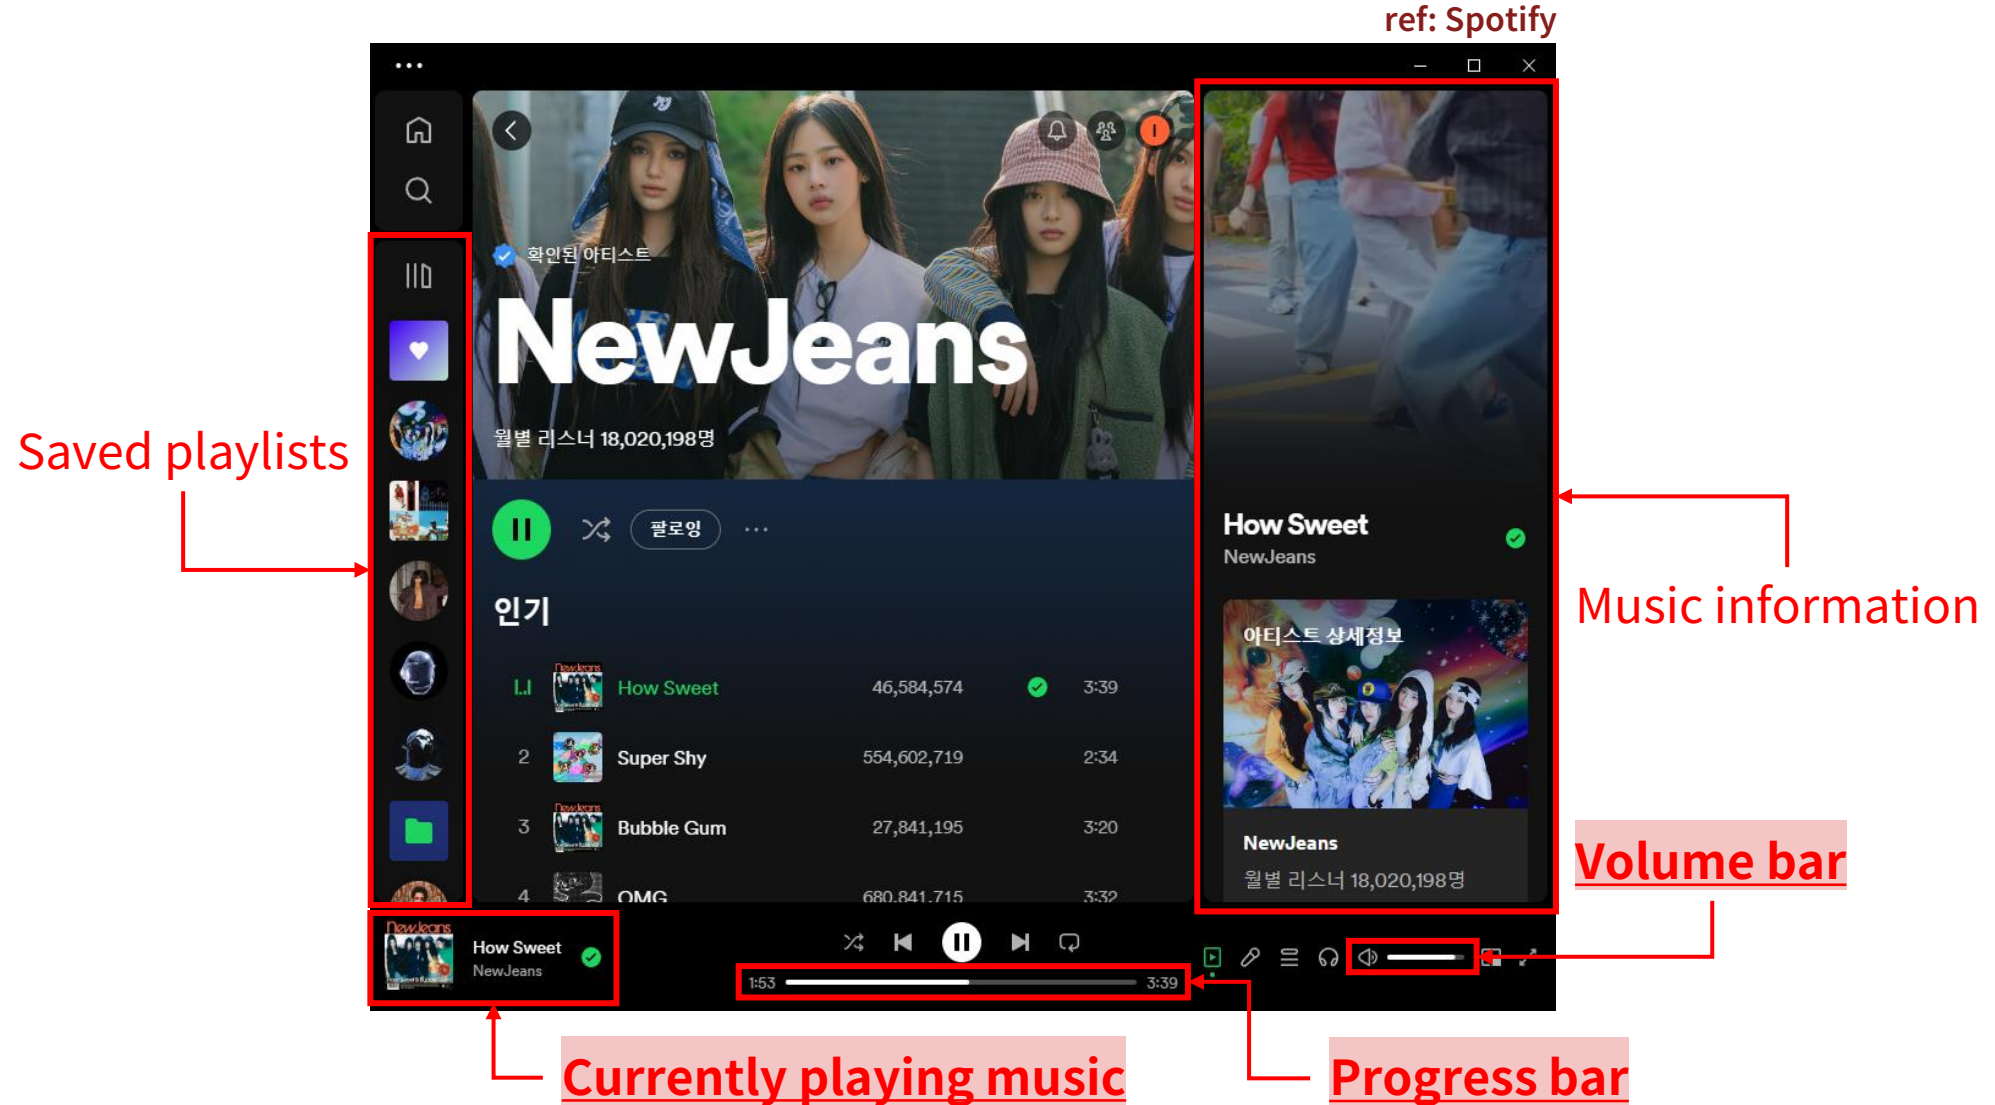 ref: Spotify
확인된 아티스트
NewJeans
월별 리스너 18,020,198명
팔로잉
인기
How Sweet 46,584,574 3:39
2 Super Shy 554,602,719 2:34
3 Bubble Gum 27,841,195 3:20
4 OMG 680,841,715 3:32
How Sweet
NewJeans
아티스트 상세정보
NewJeans
월별 리스너 18,020,198명
NewJeans
How Sweet
NewJeans
1:53 3:39
Saved playlists
Music information
Volume bar
Currently playing music
Progress bar